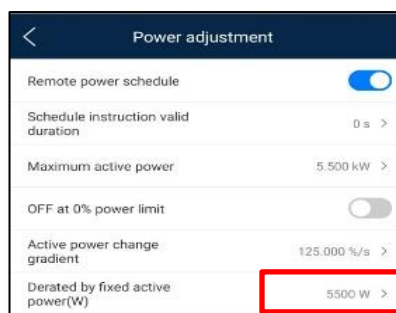 Power adjustment
Remote power schedule
Schedule instruction valid
duration
0 s
Maximum active power
5.500 kW
OFF at 0% power limit
Active power change
gradient
125.000 %/s
Derated by fixed active
power(W)
5500 W